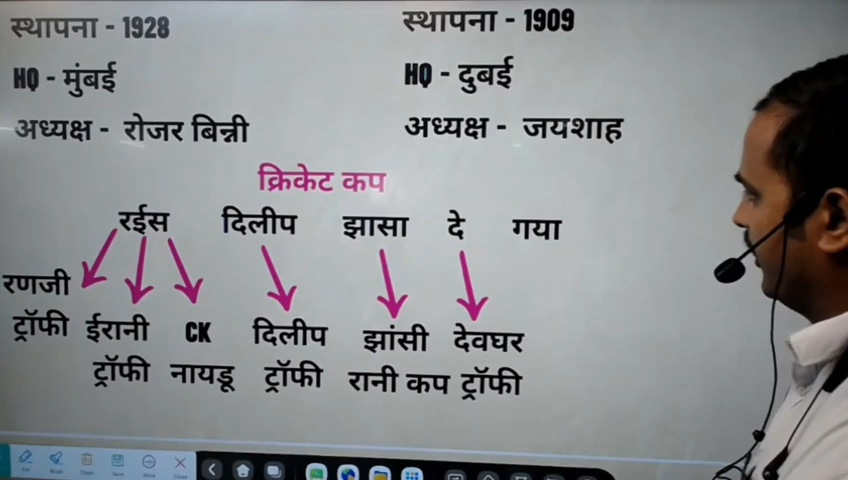 स्थापना - 1928
HQ - मुंबई
अध्यक्ष - रोजर बिन्नी
स्थापना - 1909
HQ - दुबई
अध्यक्ष - जयशाह
क्रिकेट कप
रईस दिलीप झासा दे गया
रणजी ट्रॉफी
ईरानी ट्रॉफी
CK नायडू
दिलीप ट्रॉफी
झांसी रानी कप
देवघर ट्रॉफी